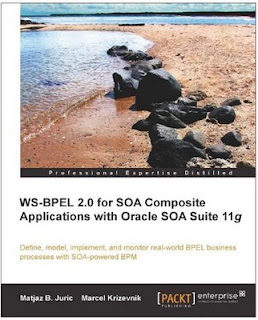 Professional Expertise Distilled
WS-BPEL 2.0 for SOA Composite
Applications with Oracle SOA Suite 11g
Define, model, implement, and monitor real-world BPEL business
processes with SOA-powered BPM
Matjaz B. Juric Marcel Krizevnik
[PACKT] enterprise
PUBLISHING